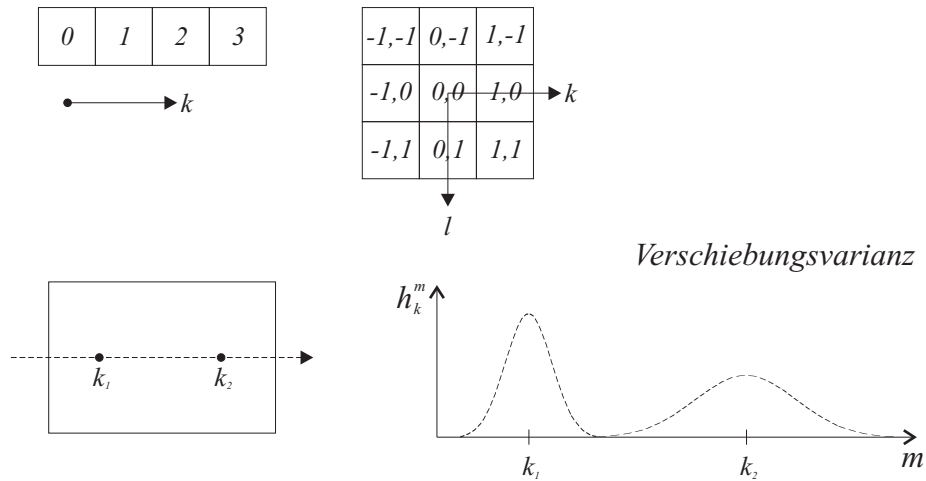 0 1 2 3
k
-1,-1 0,-1 1,-1
-1,0 0,0 1,0 k
-1,1 0,1 1,1
l
Verschiebungsvarianz
h_k^m
k₁ k₂
k₁ k₂ m